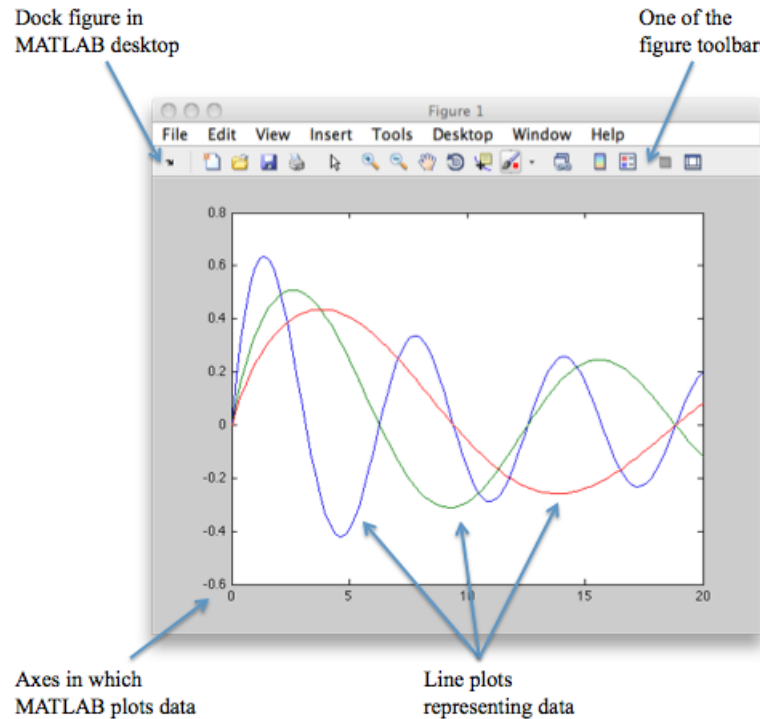 Dock figure in
MATLAB desktop
One of the
figure toolbar
Figure 1
File Edit View Insert Tools Desktop Window Help
0.8
0.6
0.4
0.2
0
-0.2
-0.4
-0.6
0 5 10 15 20
Axes in which
MATLAB plots data
Line plots
representing data